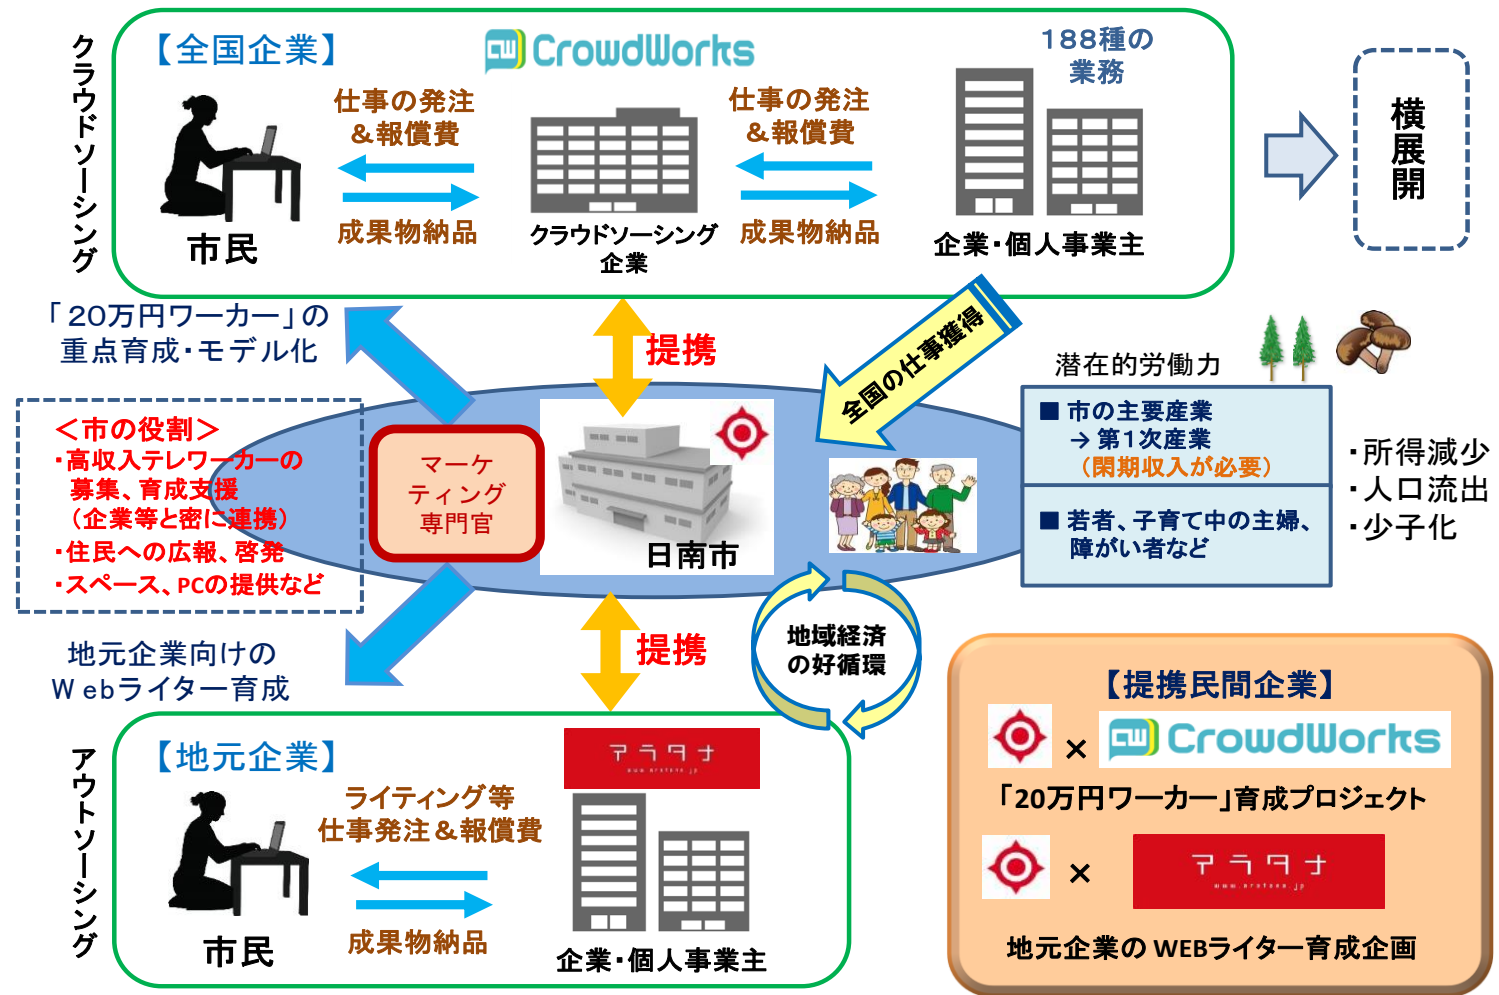 クラウドソーシング
【全国企業】
CrowdWorks
188種の
業務
仕事の発注
＆報償費
成果物納品
仕事の発注
＆報償費
成果物納品
市民
クラウドソーシング
企業
企業・個人事業主
横展開
「20万円ワーカー」の
重点育成・モデル化
提携
全国の仕事獲得
潜在的労働力
■ 市の主要産業
→ 第1次産業
（閑期収入が必要）
■ 若者、子育て中の主婦、
障がい者など
・所得減少
・人口流出
・少子化
＜市の役割＞
・高収入テレワーカーの
募集、育成支援
（企業等と密に連携）
・住民への広報、啓発
・スペース、PCの提供など
マーケ
ティング
専門官
日南市
地元企業向けの
Webライター育成
提携
地域経済
の好循環
アウトソーシング
【地元企業】
アラタナ
www.aratana.jp
ライティング等
仕事発注＆報償費
成果物納品
市民
企業・個人事業主
【提携民間企業】
× CrowdWorks
「20万円ワーカー」育成プロジェクト
× アラタナ
www.aratana.jp
地元企業の WEBライター育成企画